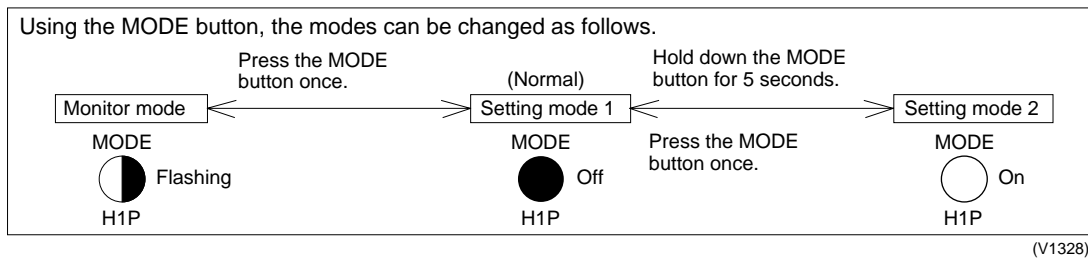 Using the MODE button, the modes can be changed as follows.
Press the MODE
button once.
(Normal)
Hold down the MODE
button for 5 seconds.
Monitor mode
Setting mode 1
Setting mode 2
Press the MODE
button once.
MODE
Flashing
H1P
MODE
Off
H1P
MODE
On
H1P
(V1328)